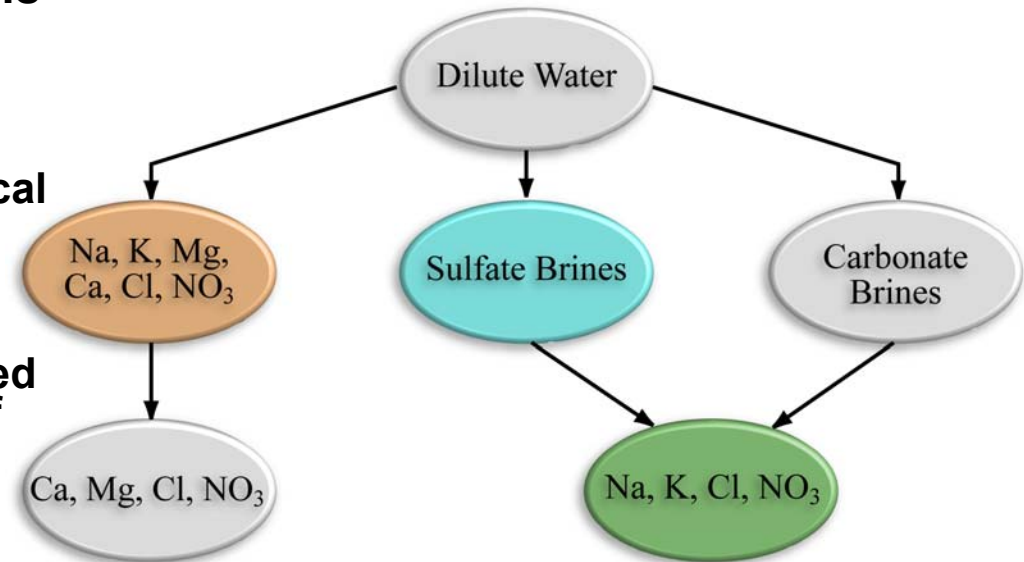 Dilute Water
Na, K, Mg,
Ca, Cl, NO₃
Sulfate Brines
Carbonate
Brines
Ca, Mg, Cl, NO₃
Na, K, Cl, NO₃